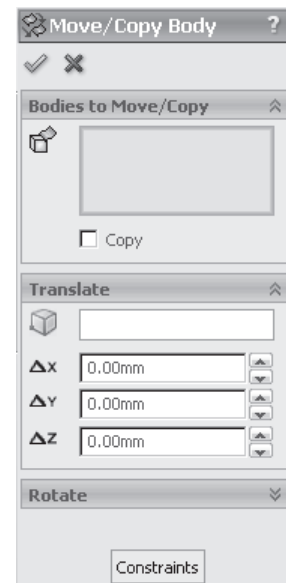 Move/Copy Body ?
Bodies to Move/Copy
Copy
Translate
ΔX 0.00mm
ΔY 0.00mm
ΔZ 0.00mm
Rotate
Constraints